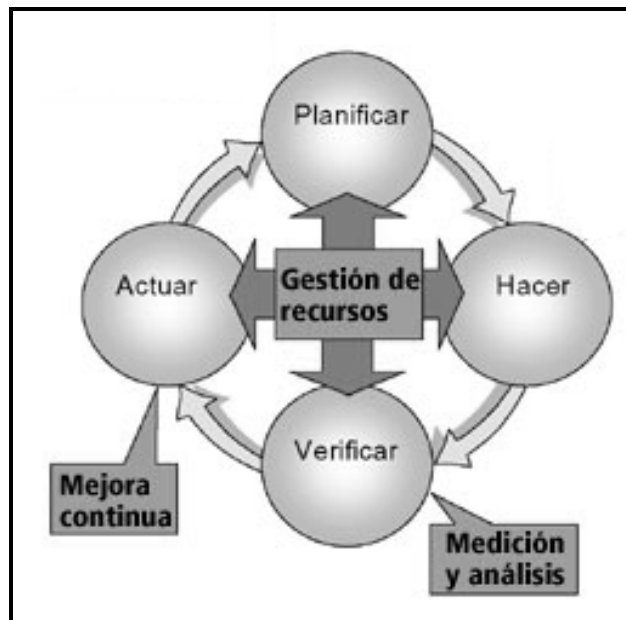 Planificar
Actuar
Gestión de
recursos
Hacer
Verificar
Mejora
continua
Medición
y análisis